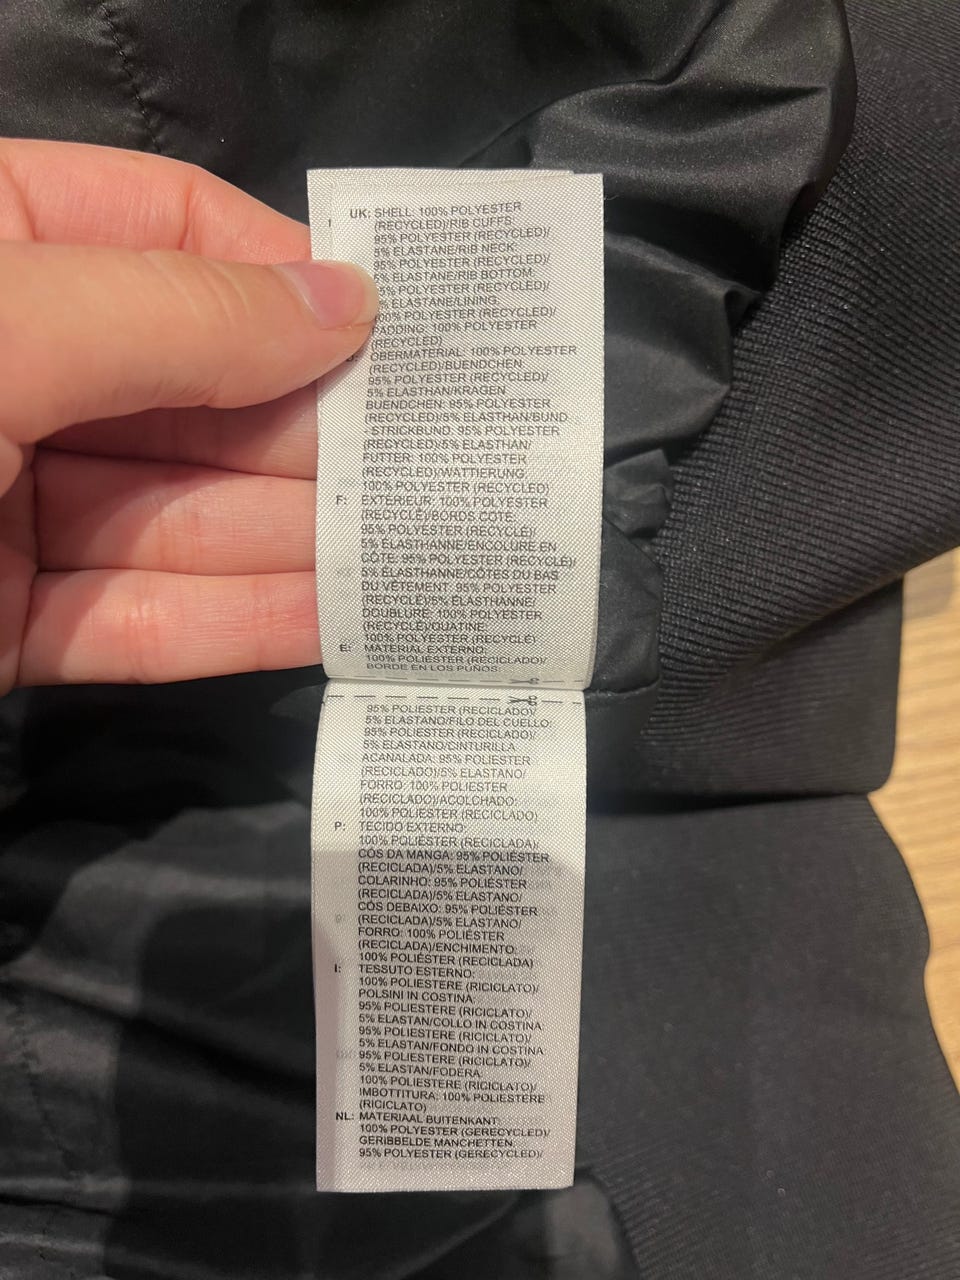 UK: SHELL: 100% POLYESTER
(RECYCLED)/RIB CUFFS:
95% POLYESTER (RECYCLED)/
5% ELASTANE/RIB NECK:
95% POLYESTER (RECYCLED)/
% ELASTANE/RIB BOTTOM:
5% POLYESTER (RECYCLED)/
% ELASTANE/LINING:
100% POLYESTER (RECYCLED)/
PADDING: 100% POLYESTER
(RECYCLED)
D: OBERMATERIAL: 100% POLYESTER
(RECYCLED)/BUENDCHEN:
95% POLYESTER (RECYCLED)/
5% ELASTHAN/KRAGEN
BUENDCHEN: 95% POLYESTER
(RECYCLED)/5% ELASTHAN/BUND
- STRICKBUND: 95% POLYESTER
(RECYCLED)/5% ELASTHAN/
FUTTER: 100% POLYESTER
(RECYCLED)/WATTIERUNG:
100% POLYESTER (RECYCLED)
F: EXTÉRIEUR: 100% POLYESTER
(RECYCLÉ)/BORDS CÔTE:
95% POLYESTER (RECYCLÉ)/
5% ELASTHANNE/ENCOLURE EN
CÔTE: 95% POLYESTER (RECYCLÉ)/
5% ELASTHANNE/CÔTES DU BAS
DU VÊTEMENT: 95% POLYESTER
(RECYCLÉ)/5% ELASTHANNE/
DOUBLURE: 100% POLYESTER
(RECYCLÉ)/OUATINE:
100% POLYESTER (RECYCLÉ)
E: MATERIAL EXTERNO:
100% POLIÉSTER (RECICLADO)/
BORDE EN LOS PUÑOS:
95% POLIÉSTER (RECICLADO)/
5% ELASTANO/FILO DEL CUELLO:
95% POLIÉSTER (RECICLADO)/
5% ELASTANO/CINTURILLA
ACANALADA: 95% POLIÉSTER
(RECICLADO)/5% ELASTANO/
FORRO: 100% POLIÉSTER
(RECICLADO)/ACOLCHADO:
100% POLIÉSTER (RECICLADO)
P: TECIDO EXTERNO:
100% POLIÉSTER (RECICLADA)/
CÓS DA MANGA: 95% POLIÉSTER
(RECICLADA)/5% ELASTANO/
COLARINHO: 95% POLIÉSTER
(RECICLADA)/5% ELASTANO/
CÓS DEBAIXO: 95% POLIÉSTER
(RECICLADA)/5% ELASTANO/
FORRO: 100% POLIÉSTER
(RECICLADA)/ENCHIMENTO:
100% POLIÉSTER (RECICLADA)
I: TESSUTO ESTERNO:
100% POLIESTERE (RICICLATO)/
POLSINI IN COSTINA:
95% POLIESTERE (RICICLATO)/
5% ELASTAN/COLLO IN COSTINA:
95% POLIESTERE (RICICLATO)/
5% ELASTAN/FONDO IN COSTINA:
95% POLIESTERE (RICICLATO)/
5% ELASTAN/FODERA:
100% POLIESTERE (RICICLATO)/
IMBOTTITURA: 100% POLIESTERE
(RICICLATO)
NL: MATERIAAL BUITENKANT:
100% POLYESTER (GERECYCLED)/
GERIBBELDE MANCHETTEN:
95% POLYESTER (GERECYCLED)/